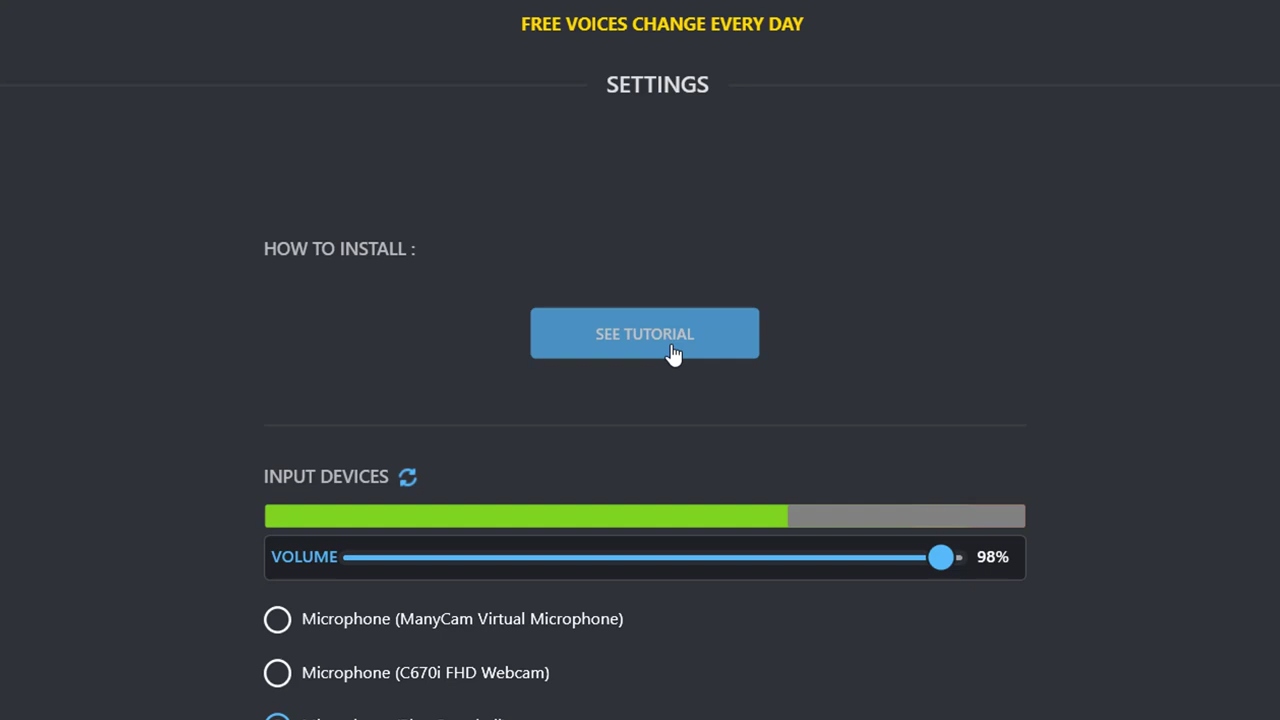 FREE VOICES CHANGE EVERY DAY
SETTINGS
HOW TO INSTALL :
SEE TUTORIAL
INPUT DEVICES
VOLUME 98%
Microphone (ManyCam Virtual Microphone)
Microphone (C670i FHD Webcam)